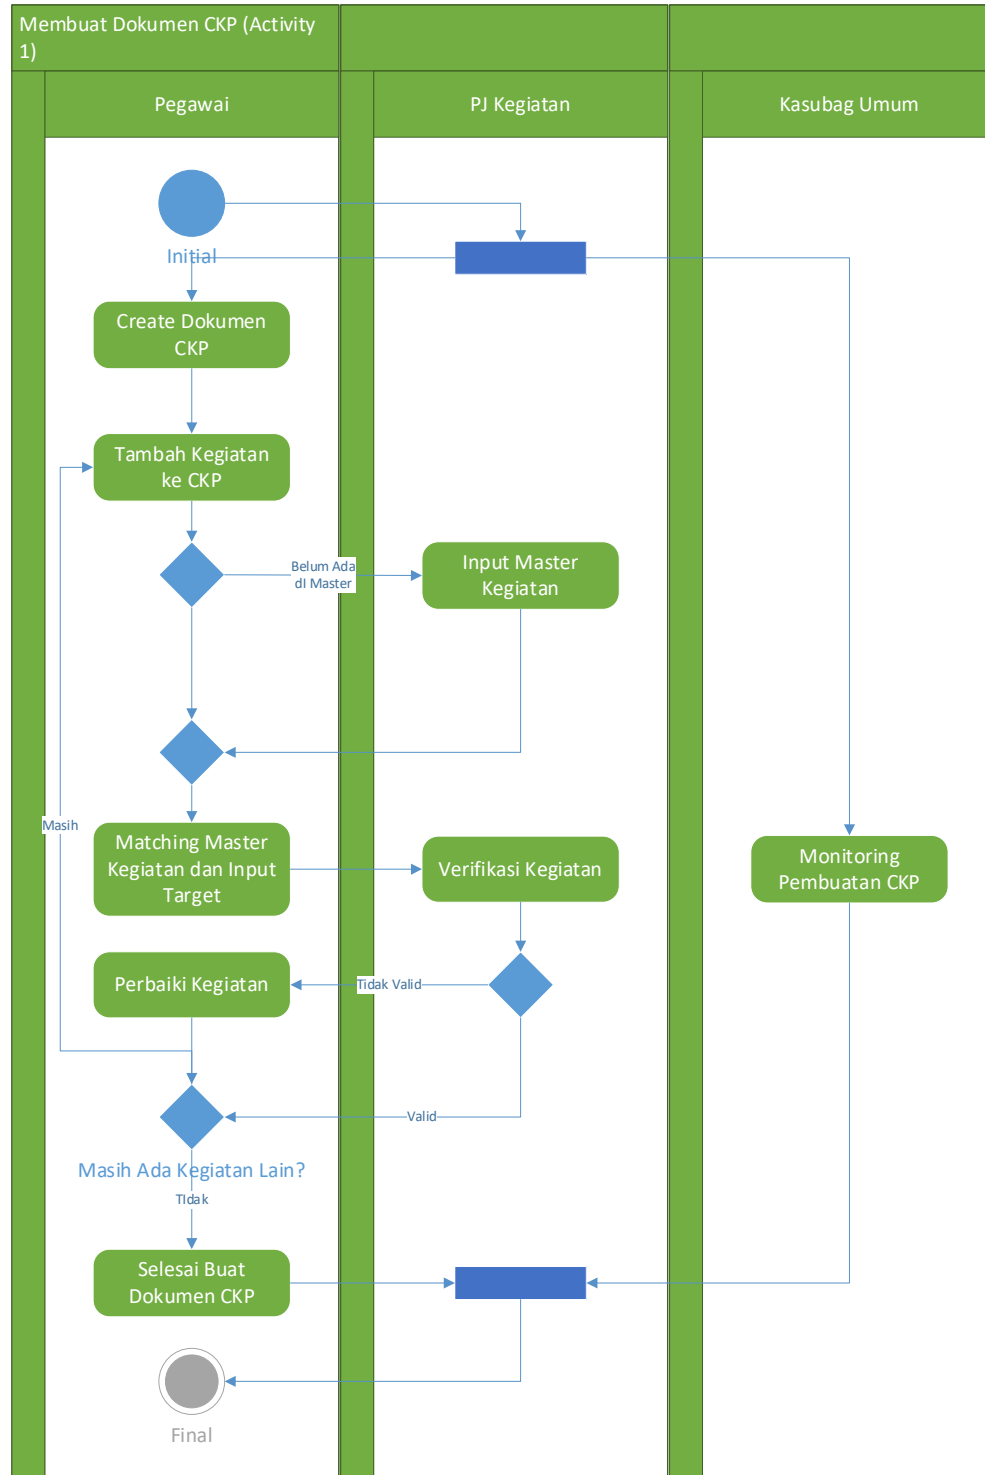 Membuat Dokumen CKP (Activity
1)
Pegawai
PJ Kegiatan
Kasubag Umum
Initial
Create Dokumen
CKP
Tambah Kegiatan
ke CKP
Belum Ada
dI Master
Input Master
Kegiatan
Masih
Matching Master
Kegiatan dan Input
Target
Verifikasi Kegiatan
Monitoring
Pembuatan CKP
Perbaiki Kegiatan
Tidak Valid
Valid
Masih Ada Kegiatan Lain?
TIdak
Selesai Buat
Dokumen CKP
Final